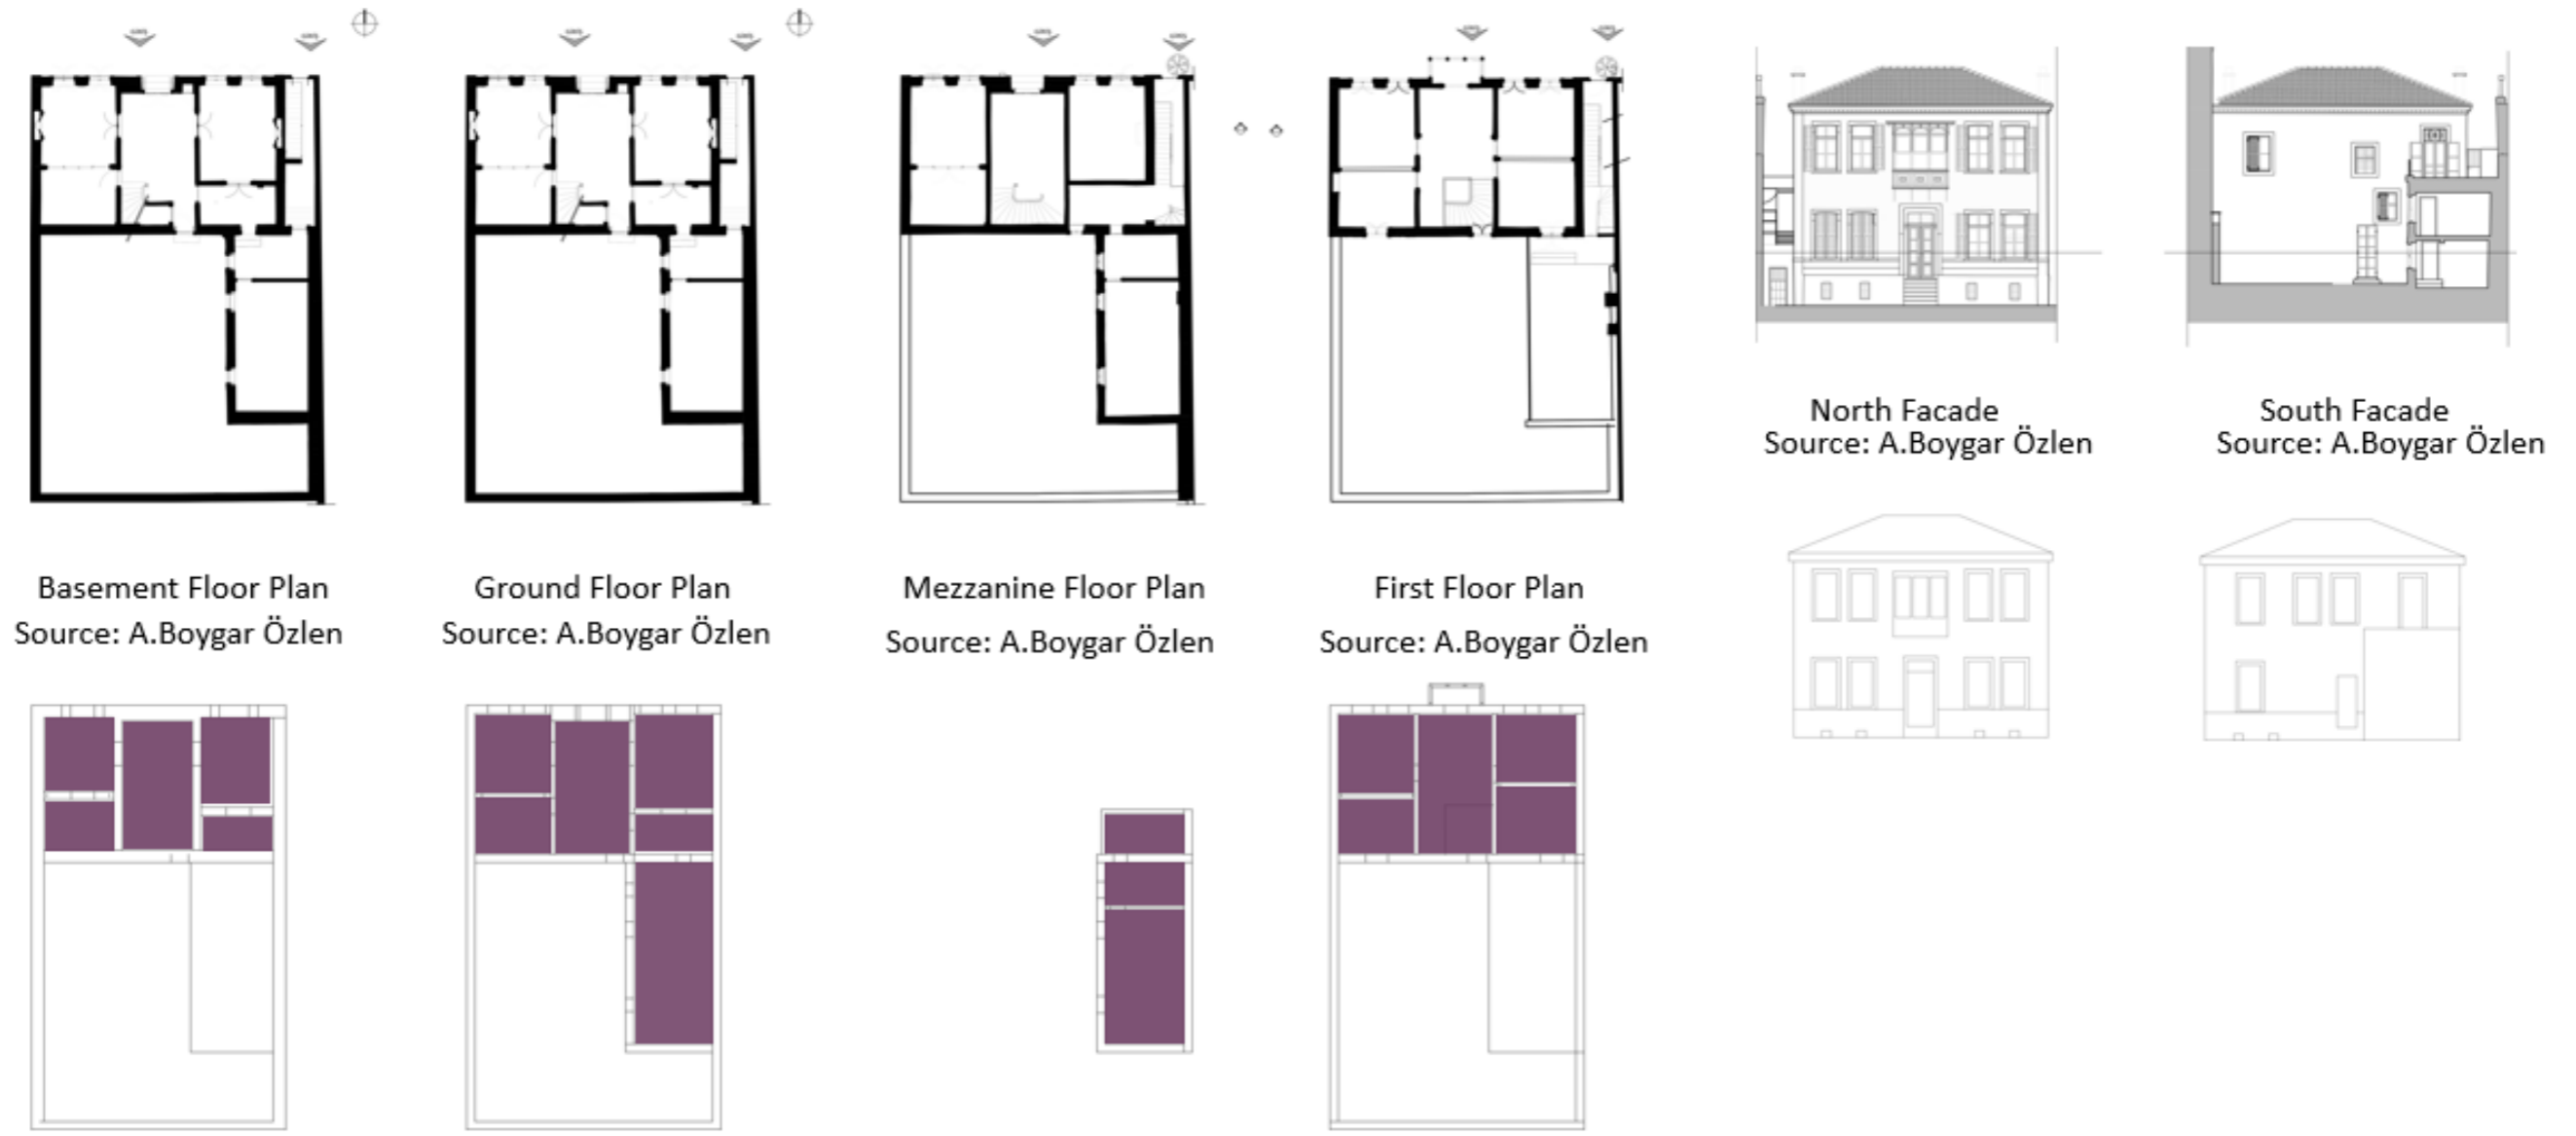 North Facade
Source: A.Boygar Özlen
South Facade
Source: A.Boygar Özlen
Basement Floor Plan
Source: A.Boygar Özlen
Ground Floor Plan
Source: A.Boygar Özlen
Mezzanine Floor Plan
Source: A.Boygar Özlen
First Floor Plan
Source: A.Boygar Özlen